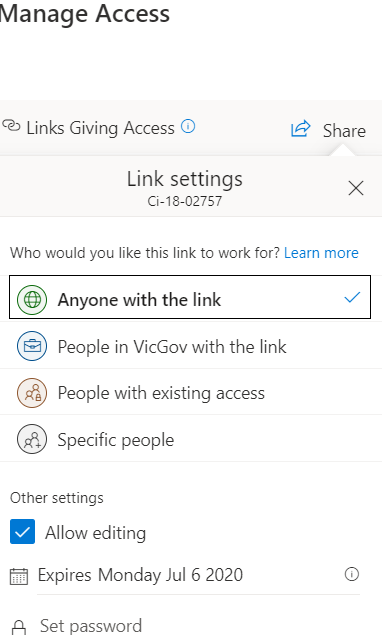 Manage Access
Links Giving Access
Share
Link settings
Ci-18-02757
Who would you like this link to work for? Learn more
Anyone with the link
People in VicGov with the link
People with existing access
Specific people
Other settings
Allow editing
Expires Monday Jul 6 2020
Set password